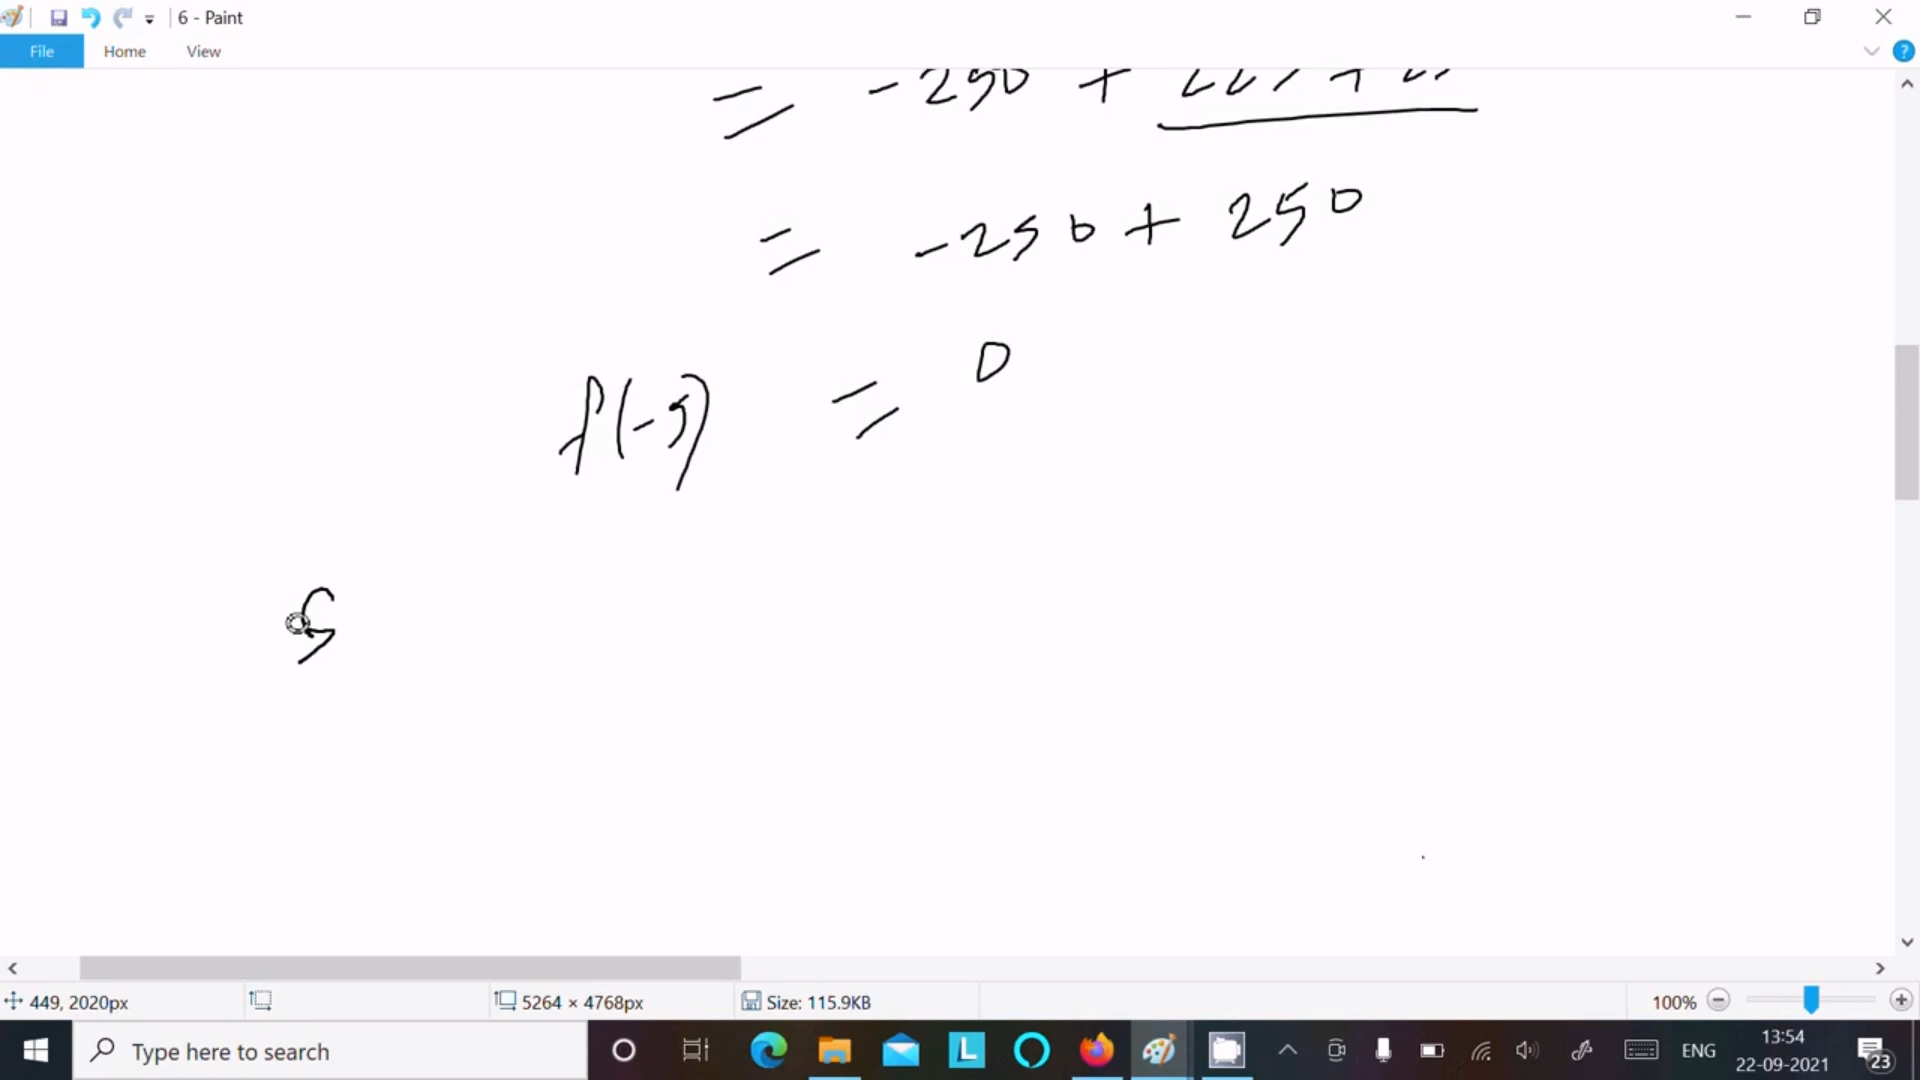 6 - Paint
File Home View
= -250 +
= -250 + 250
f(-5) = 0
S
449, 2020px 5264 × 4768px Size: 115.9KB 100%
Type here to search L ENG 13:54
22-09-2021 23